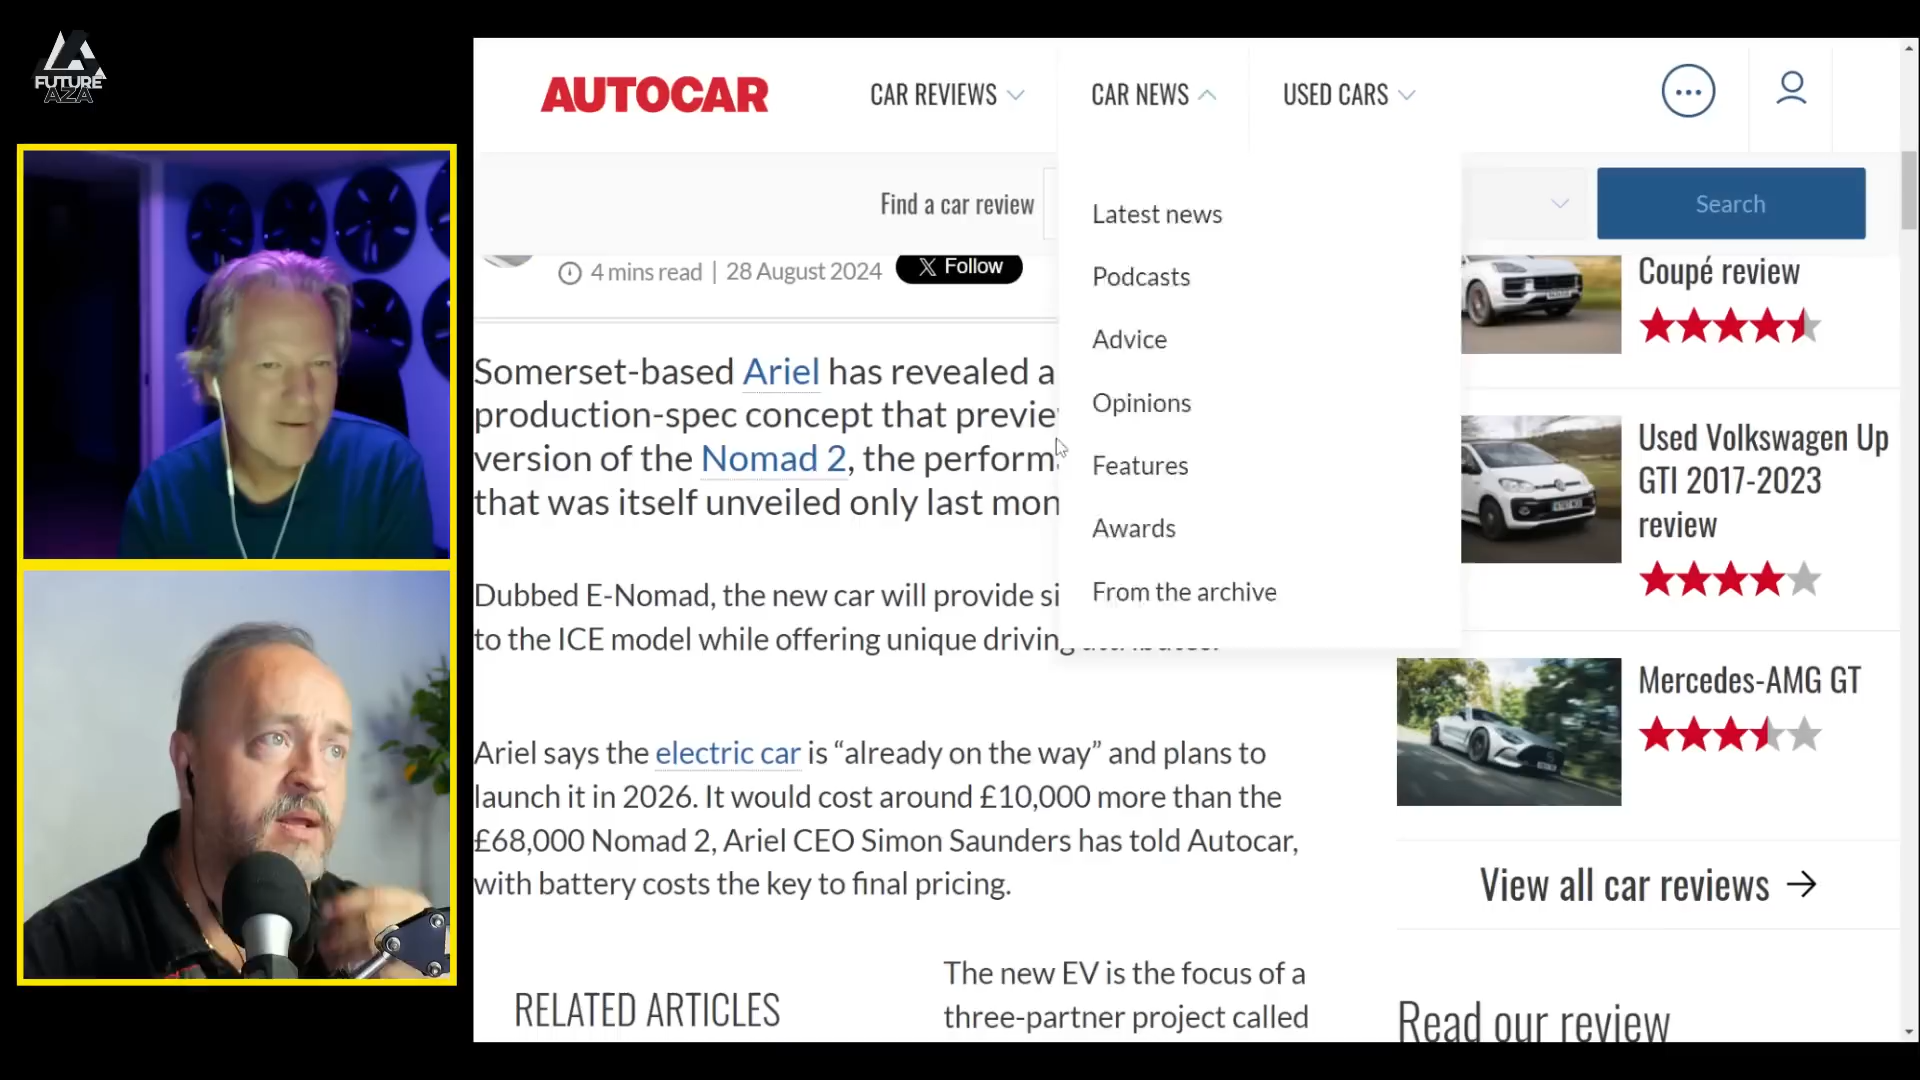 FUTURE
AZA
AUTOCAR
CAR REVIEWS
CAR NEWS
USED CARS
Find a car review
Search
Latest news
Podcasts
Advice
Opinions
Features
Awards
From the archive
4 mins read | 28 August 2024
X Follow
Somerset-based Ariel has revealed a
production-spec concept that previe
version of the Nomad 2, the perform
that was itself unveiled only last mon
Dubbed E-Nomad, the new car will provide si
to the ICE model while offering unique driving attributes.
Ariel says the electric car is “already on the way” and plans to
launch it in 2026. It would cost around £10,000 more than the
£68,000 Nomad 2, Ariel CEO Simon Saunders has told Autocar,
with battery costs the key to final pricing.
RELATED ARTICLES
The new EV is the focus of a
three-partner project called
Coupé review
Used Volkswagen Up
GTI 2017-2023
review
Mercedes-AMG GT
View all car reviews
Read our review